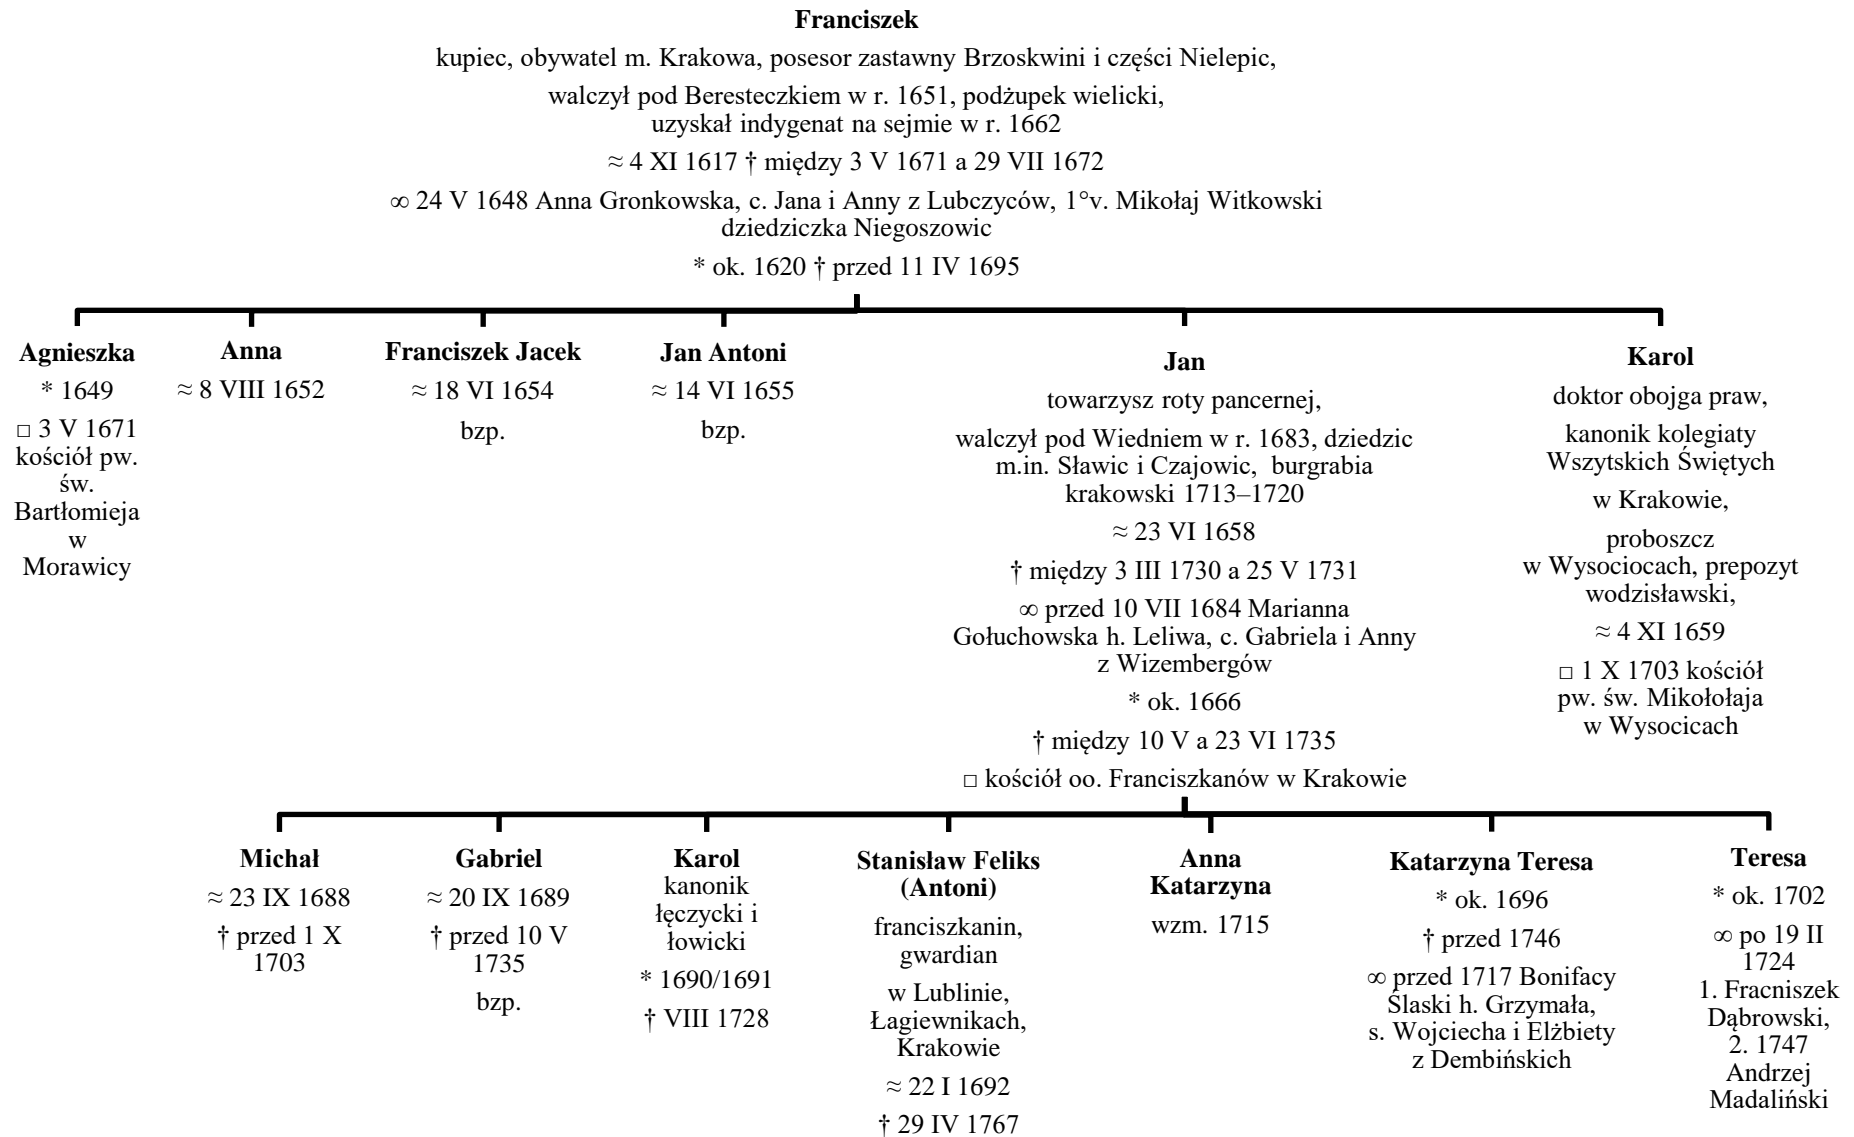 Franciszek
kupiec, obywatel m. Krakowa, posesor zastawny Brzoskwini i części Nielepic,
walczył pod Beresteczkiem w r. 1651, podżupek wielicki,
uzyskał indygenat na sejmie w r. 1662
≈ 4 XI 1617 † między 3 V 1671 a 29 VII 1672
∞ 24 V 1648 Anna Gronkowska, c. Jana i Anny z Lubczyców, 1°v. Mikołaj Witkowski
dziedziczka Niegoszowic
* ok. 1620 † przed 11 IV 1695
Agnieszka
* 1649
□ 3 V 1671
kościół pw.
św.
Bartłomieja
w
Morawicy
Anna
≈ 8 VIII 1652
Franciszek Jacek
≈ 18 VI 1654
bzp.
Jan Antoni
≈ 14 VI 1655
bzp.
Jan
towarzysz roty pancernej,
walczył pod Wiedniem w r. 1683, dziedzic
m.in. Sławic i Czajowic, burgrabia
krakowski 1713–1720
≈ 23 VI 1658
† między 3 III 1730 a 25 V 1731
∞ przed 10 VII 1684 Marianna
Gołuchowska h. Leliwa, c. Gabriela i Anny
z Wizembergów
* ok. 1666
† między 10 V a 23 VI 1735
□ kościół oo. Franciszkanów w Krakowie
Karol
doktor obojga praw,
kanonik kolegiaty
Wszytskich Świętych
w Krakowie,
proboszcz
w Wysociocach, prepozyt
wodzisławski,
≈ 4 XI 1659
□ 1 X 1703 kościół
pw. św. Mikołołaja
w Wysocicach
Michał
≈ 23 IX 1688
† przed 1 X
1703
Gabriel
≈ 20 IX 1689
† przed 10 V
1735
bzp.
Karol
kanonik
łęczycki i
łowicki
* 1690/1691
† VIII 1728
Stanisław Feliks
(Antoni)
franciszkanin,
gwardian
w Lublinie,
Łagiewnikach,
Krakowie
≈ 22 I 1692
† 29 IV 1767
Anna
Katarzyna
wzm. 1715
Katarzyna Teresa
* ok. 1696
† przed 1746
∞ przed 1717 Bonifacy
Ślaski h. Grzymała,
s. Wojciecha i Elżbiety
z Dembińskich
Teresa
* ok. 1702
∞ po 19 II
1724
1. Fracniszek
Dąbrowski,
2. 1747
Andrzej
Madaliński